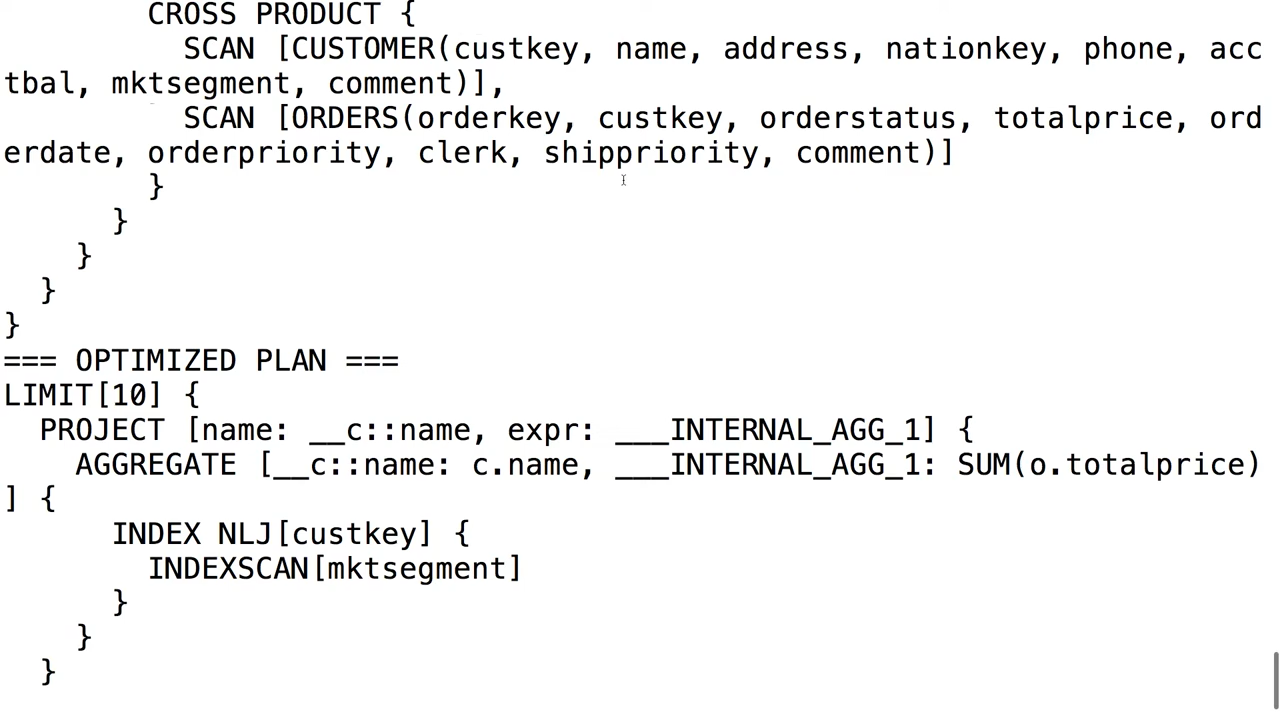 CROSS PRODUCT {
SCAN [CUSTOMER(custkey, name, address, nationkey, phone, acc
tbal, mktsegment, comment)],
SCAN [ORDERS(orderkey, custkey, orderstatus, totalprice, ord
erdate, orderpriority, clerk, shippriority, comment)]
}
}
}
}
}
=== OPTIMIZED PLAN ===
LIMIT[10] {
PROJECT [name: __c::name, expr: ___INTERNAL_AGG_1] {
AGGREGATE [__c::name: c.name, ___INTERNAL_AGG_1: SUM(o.totalprice)
] {
INDEX NLJ[custkey] {
INDEXSCAN[mktsegment]
}
}
}